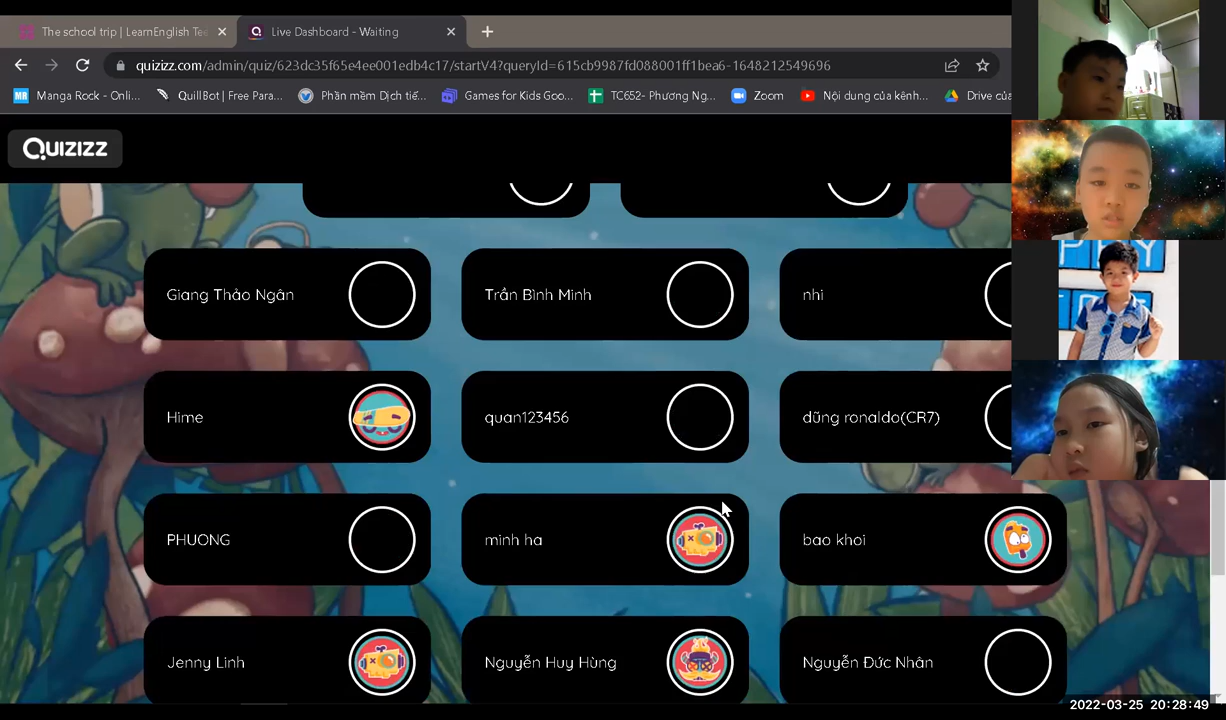 The school trip | LearnEnglish Tee
Live Dashboard - Waiting
quizizz.com/admin/quiz/623dc35f65e4ee001edb4c17/startV4?queryId=615cb9987fd088001ff1bea6-1648212549696
MR Manga Rock - Onli... QuillBot | Free Para... Phần mềm Dịch tiế... Games for Kids Goo... TC652- Phương Ng... Zoom Nội dung của kênh... Drive của
Quizizz
Giang Thảo Ngân Trần Bình Minh nhi
Hime quan123456 dũng ronaldo(CR7)
PHUONG minh ha bao khoi
Jenny Linh Nguyễn Huy Hùng Nguyễn Đức Nhân
2022-03-25 20:28:49